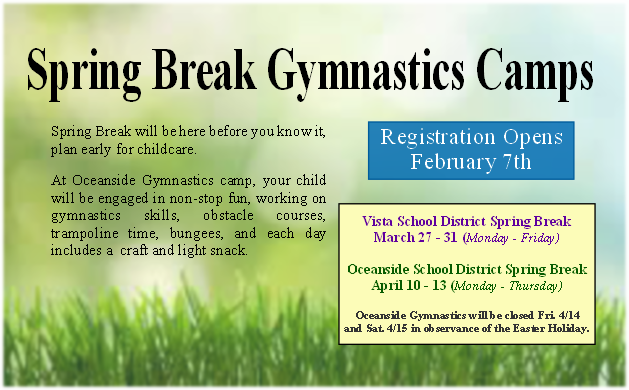 Spring Break Gymnastics Camps
Spring Break will be here before you know it,
plan early for childcare.
At Oceanside Gymnastics camp, your child
will be engaged in non-stop fun, working on
gymnastics skills, obstacle courses,
trampoline time, bungees, and each day
includes a craft and light snack.
Registration Opens
February 7th
Vista School District Spring Break
March 27 - 31 (Monday - Friday)
Oceanside School District Spring Break
April 10 - 13 (Monday - Thursday)
Oceanside Gymnastics will be closed Fri. 4/14
and Sat. 4/15 in observance of the Easter Holiday.